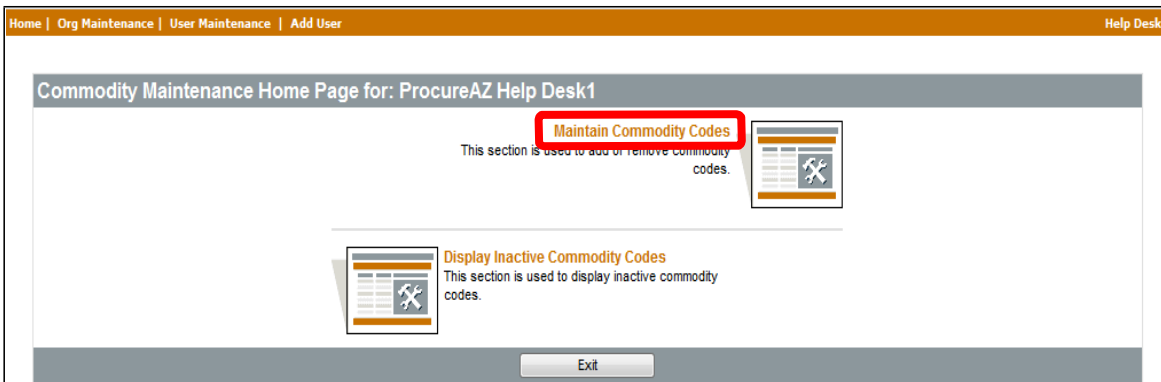 Home | Org Maintenance | User Maintenance | Add User Help Desk
Commodity Maintenance Home Page for: ProcureAZ Help Desk1
Maintain Commodity Codes
This section is used to add or remove commodity
codes.
Display Inactive Commodity Codes
This section is used to display inactive commodity
codes.
Exit